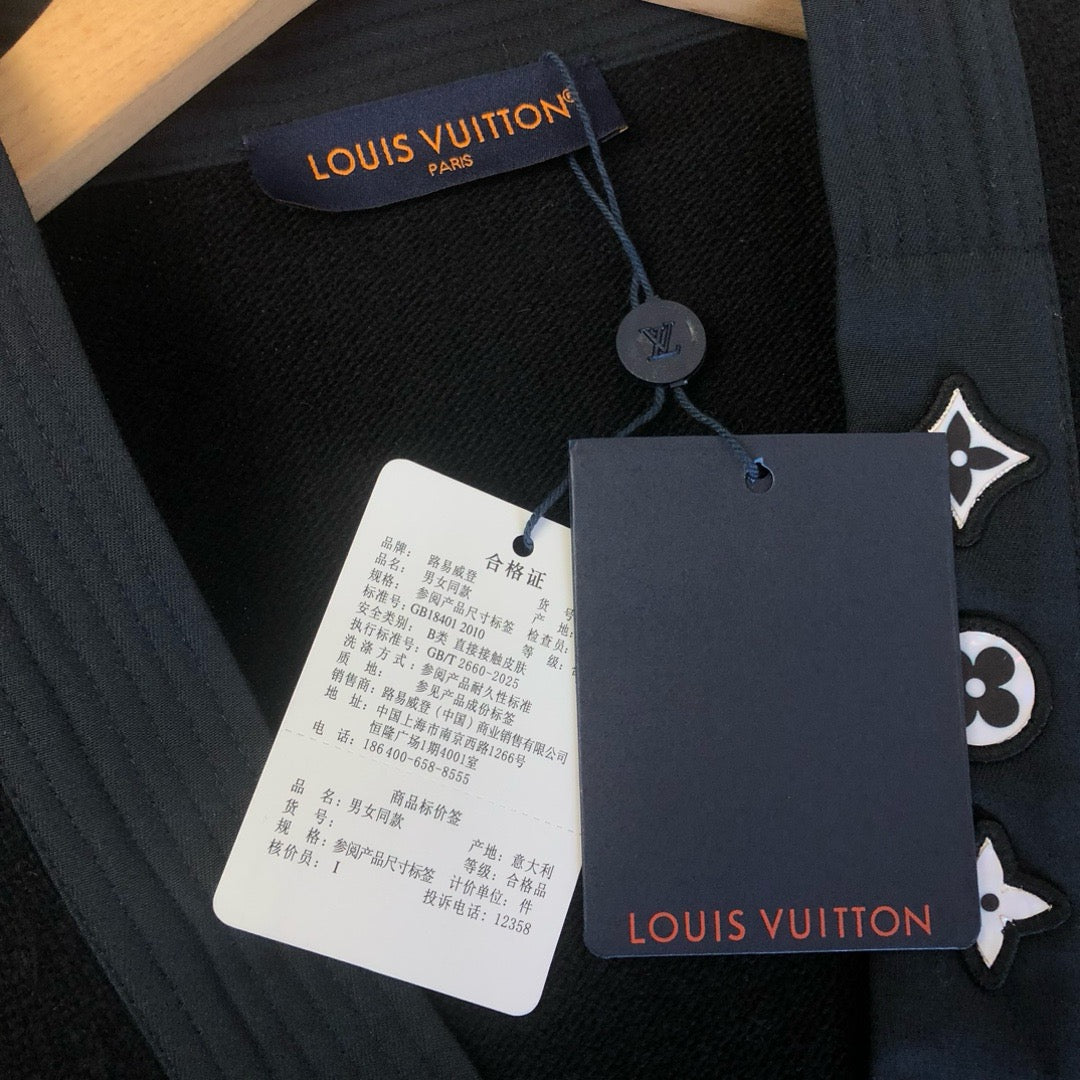 LOUIS VUITTON®
PARIS
LV
合格证
品牌： 路易威登
品名： 男女同款 货 号
规格： 参阅产品尺寸标签 产 地：
标准号：GB18401 2010 检查员：
安全类别： B类 直接接触皮肤 等 级：
执行标准号：GB/T 2660-2025
洗涤方式：参阅产品耐久性标准
质 地： 参见产品成份标签
销售商：路易威登（中国）商业销售有限公司
地 址：中国上海市南京西路1266号
恒隆广场1期4001室
电 话：186 400-658-8555
商品标价签
品 名：男女同款
货 号： 产地：意大利
规 格：参阅产品尺寸标签 等级：合格品
核价员： I 计价单位： 件
投诉电话：12358
LOUIS VUITTON